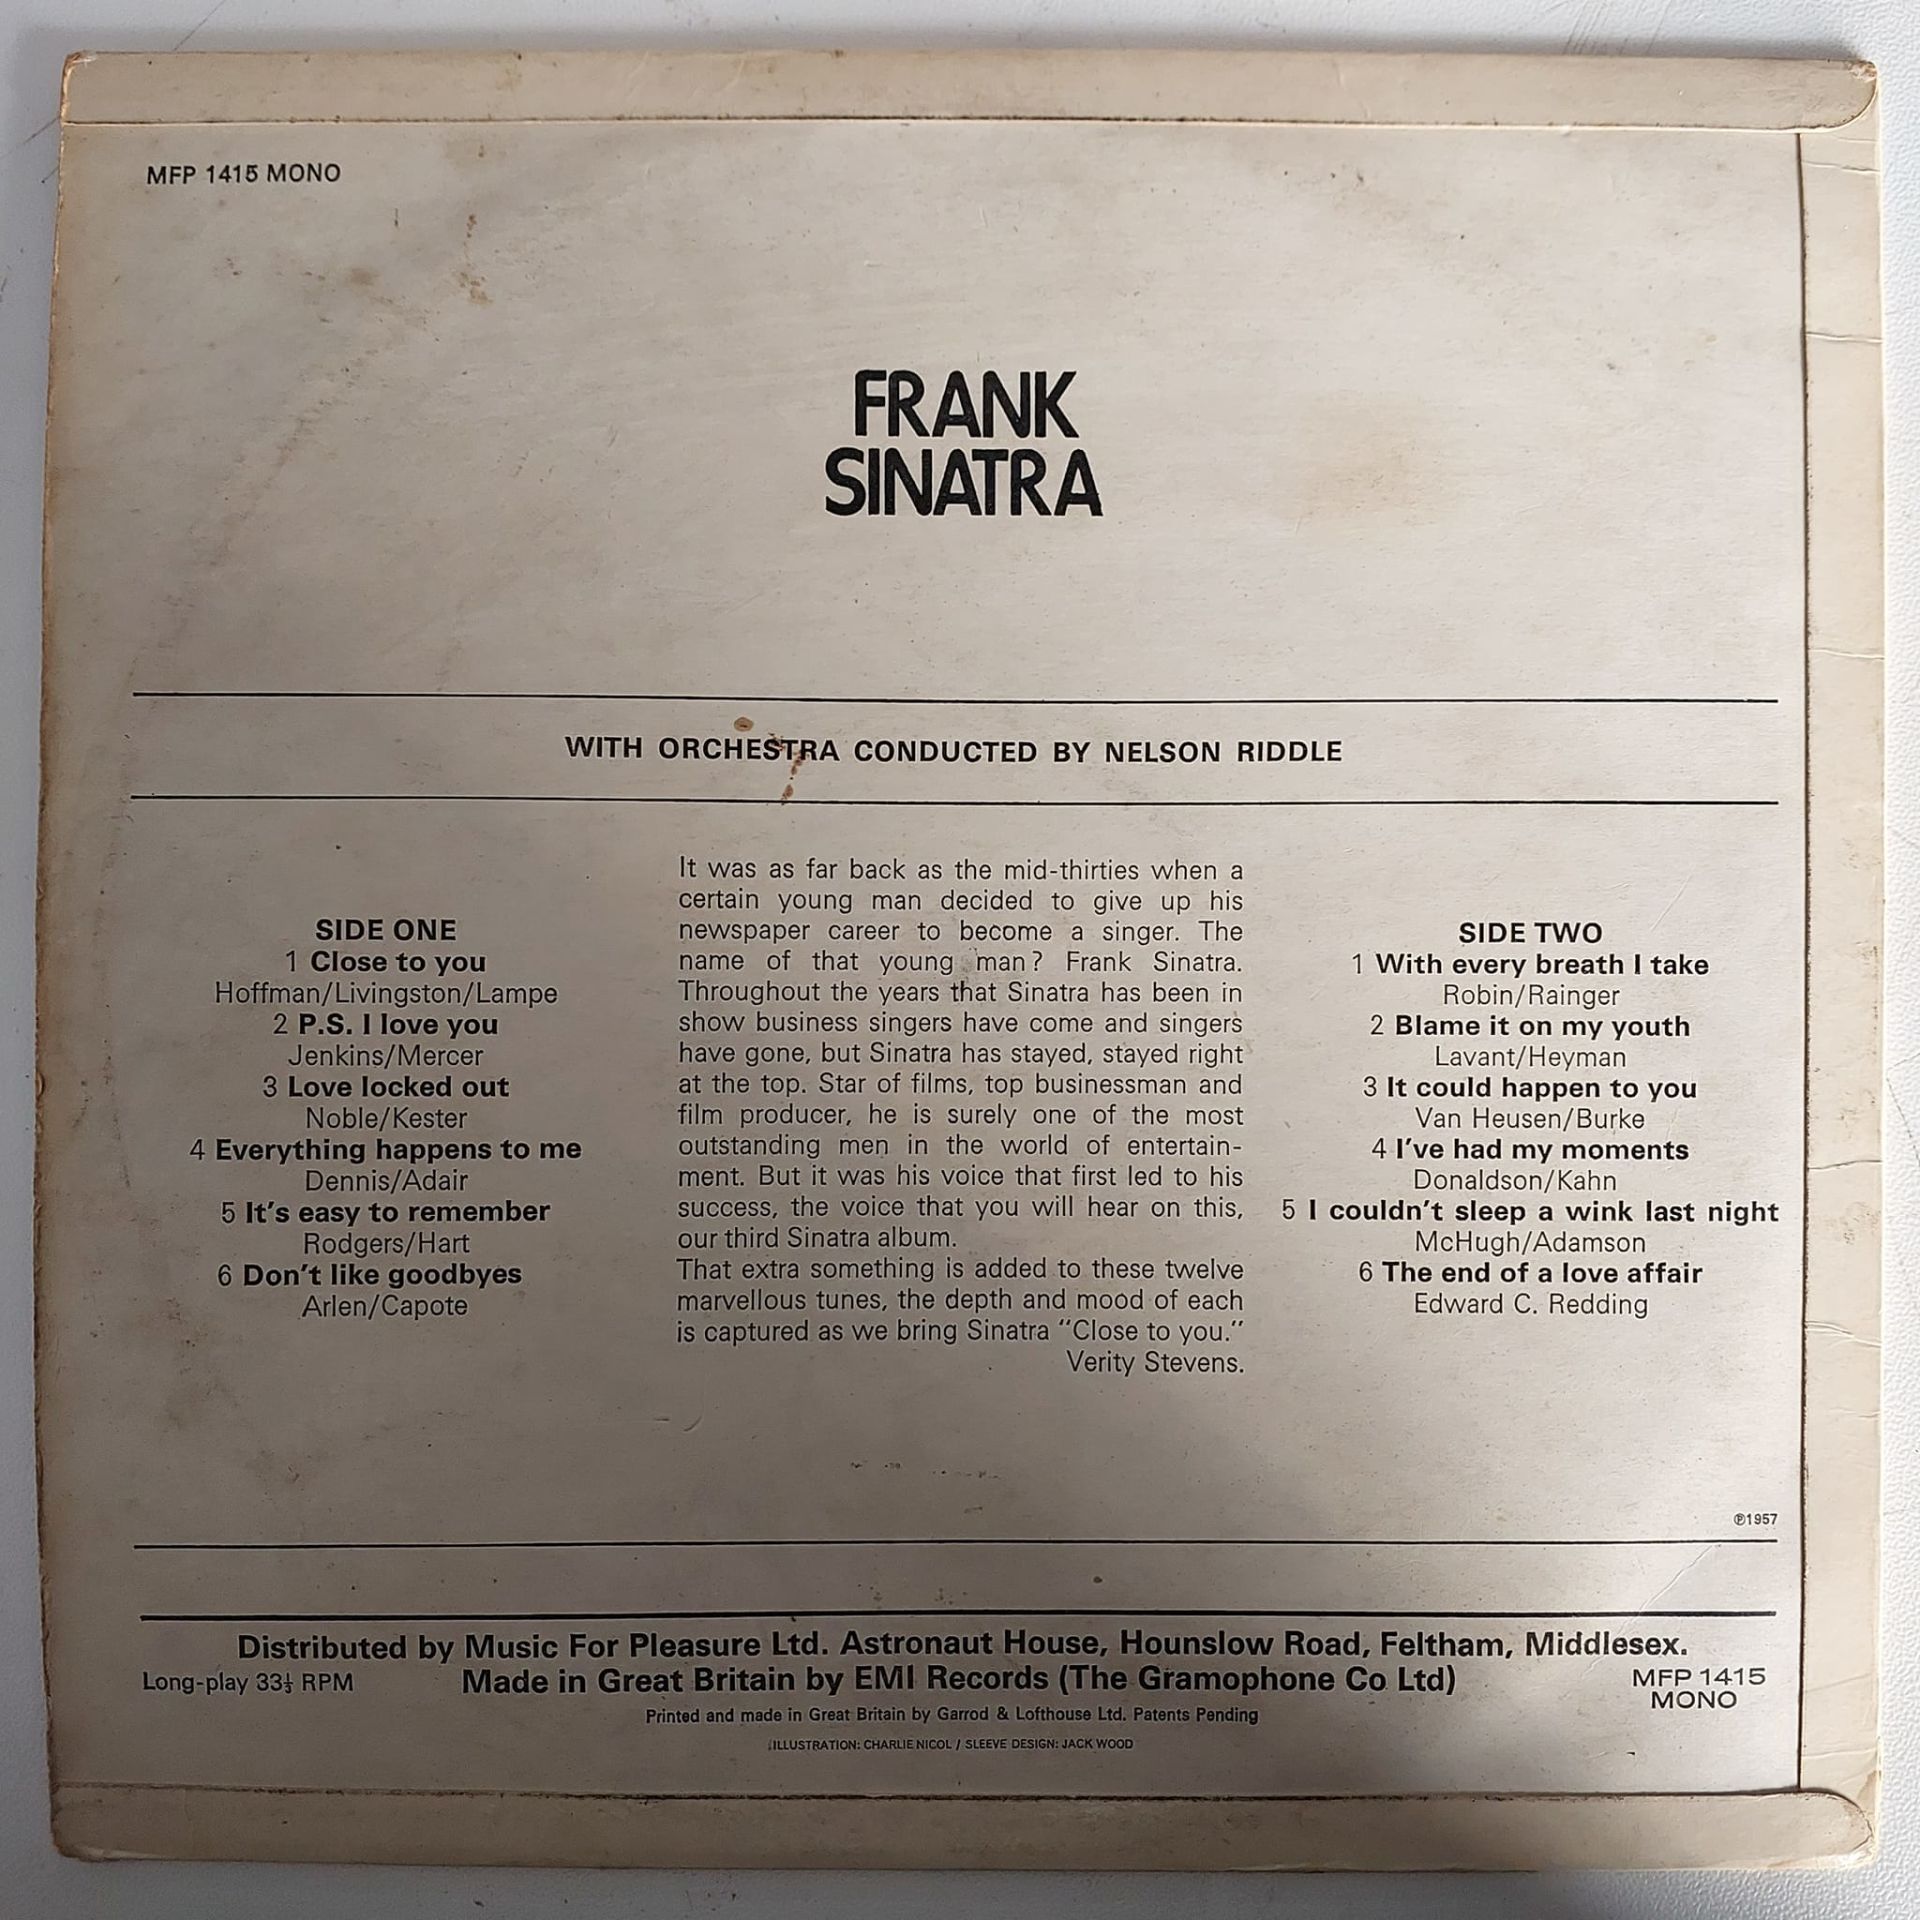 MFP 1415 MONO
FRANK
SINATRA
WITH ORCHESTRA CONDUCTED BY NELSON RIDDLE
SIDE ONE
1 Close to you
Hoffman/Livingston/Lampe
2 P.S. I love you
Jenkins/Mercer
3 Love locked out
Noble/Kester
4 Everything happens to me
Dennis/Adair
5 It's easy to remember
Rodgers/Hart
6 Don't like goodbyes
Arlen/Capote
It was as far back as the mid-thirties when a
certain young man decided to give up his
newspaper career to become a singer. The
name of that young man? Frank Sinatra.
Throughout the years that Sinatra has been in
show business singers have come and singers
have gone, but Sinatra has stayed, stayed right
at the top. Star of films, top businessman and
film producer, he is surely one of the most
outstanding men in the world of entertain-
ment. But it was his voice that first led to his
success, the voice that you will hear on this,
our third Sinatra album.
That extra something is added to these twelve
marvellous tunes, the depth and mood of each
is captured as we bring Sinatra "Close to you."
Verity Stevens.
SIDE TWO
1 With every breath I take
Robin/Rainger
2 Blame it on my youth
Lavant/Heyman
3 It could happen to you
Van Heusen/Burke
4 I've had my moments
Donaldson/Kahn
5 I couldn't sleep a wink last night
McHugh/Adamson
6 The end of a love affair
Edward C. Redding
℗1957
Distributed by Music For Pleasure Ltd. Astronaut House, Hounslow Road, Feltham, Middlesex.
Long-play 33⅓ RPM
Made in Great Britain by EMI Records (The Gramophone Co Ltd)
MFP 1415
MONO
Printed and made in Great Britain by Garrod & Lofthouse Ltd. Patents Pending
ILLUSTRATION: CHARLIE NICOL / SLEEVE DESIGN: JACK WOOD